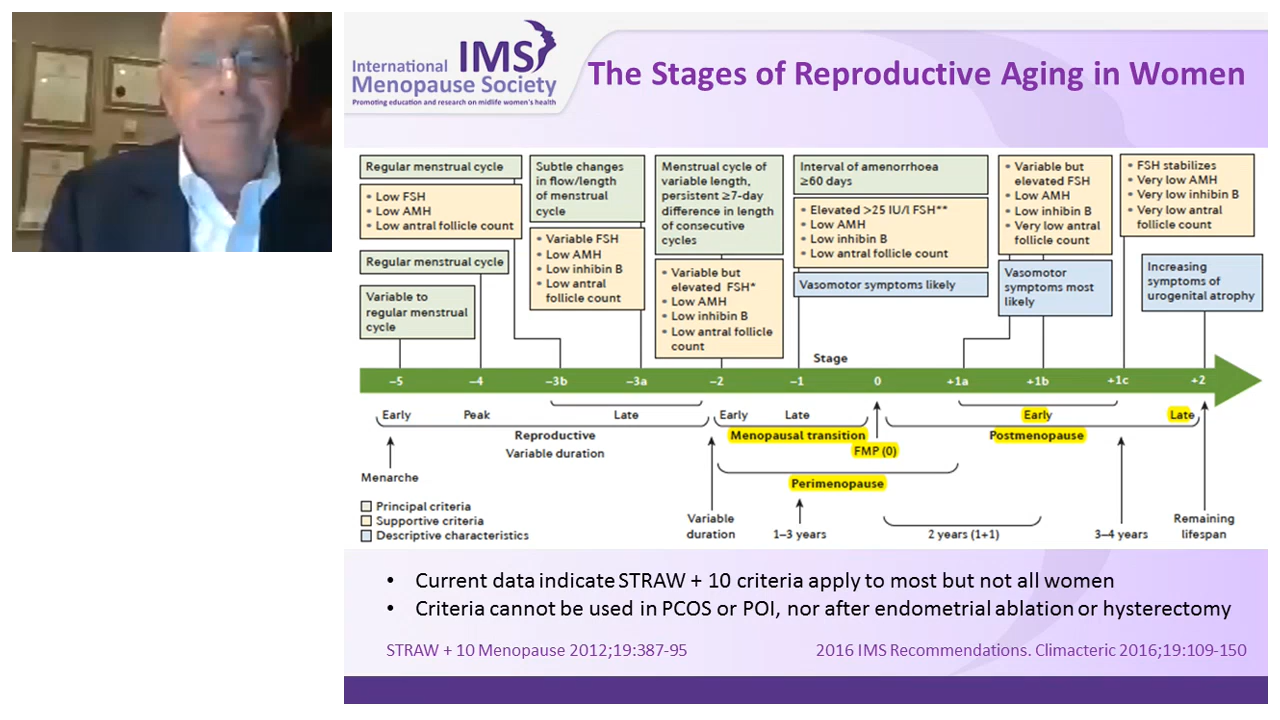 International IMS
Menopause Society
Promoting education and research on midlife women's health
The Stages of Reproductive Aging in Women
Regular menstrual cycle
• Low FSH
• Low AMH
• Low antral follicle count
Regular menstrual cycle
Variable to
regular menstrual
cycle
Subtle changes
in flow/length
of menstrual
cycle
• Variable FSH
• Low AMH
• Low inhibin B
• Low antral
follicle count
Menstrual cycle of
variable length,
persistent ≥7-day
difference in length
of consecutive
cycles
• Variable but
elevated FSH*
• Low AMH
• Low inhibin B
• Low antral follicle
count
Interval of amenorrhoea
≥60 days
• Elevated >25 IU/l FSH**
• Low AMH
• Low inhibin B
• Low antral follicle count
Vasomotor symptoms likely
• Variable but
elevated FSH
• Low AMH
• Low inhibin B
• Very low antral
follicle count
Vasomotor
symptoms most
likely
• FSH stabilizes
• Very low AMH
• Very low inhibin B
• Very low antral
follicle count
Increasing
symptoms of
urogenital atrophy
Stage
–5 –4 –3b –3a –2 –1 0 +1a +1b +1c +2
Early Peak Late Early Late Early Late
Reproductive Menopausal transition Postmenopause
Variable duration FMP (0)
Menarche
Perimenopause
Principal criteria
Supportive criteria
Descriptive characteristics
Variable
duration
1–3 years
2 years (1+1)
3–4 years
Remaining
lifespan
• Current data indicate STRAW + 10 criteria apply to most but not all women
• Criteria cannot be used in PCOS or POI, nor after endometrial ablation or hysterectomy
STRAW + 10 Menopause 2012;19:387-95 2016 IMS Recommendations. Climacteric 2016;19:109-150